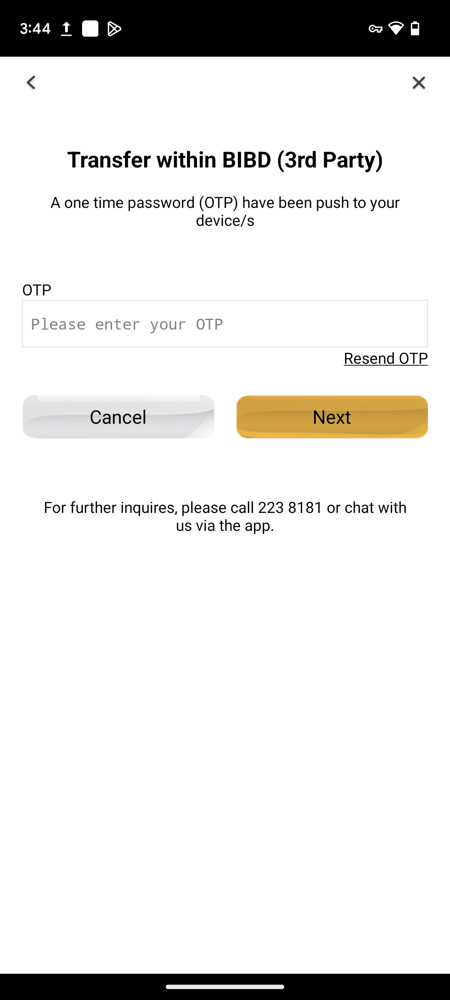 3:44
Transfer within BIBD (3rd Party)
A one time password (OTP) have been push to your
device/s
OTP
Please enter your OTP
Resend OTP
Cancel
Next
For further inquires, please call 223 8181 or chat with
us via the app.